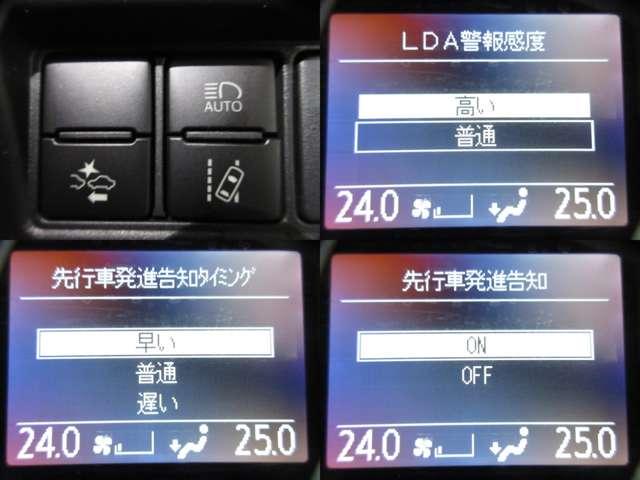 AUTO
LDA警報感度
高い
普通
24.0 25.0
先行車発進告知ﾀｲﾐﾝｸﾞ
早い
普通
遅い
24.0 25.0
先行車発進告知
ON
OFF
24.0 25.0